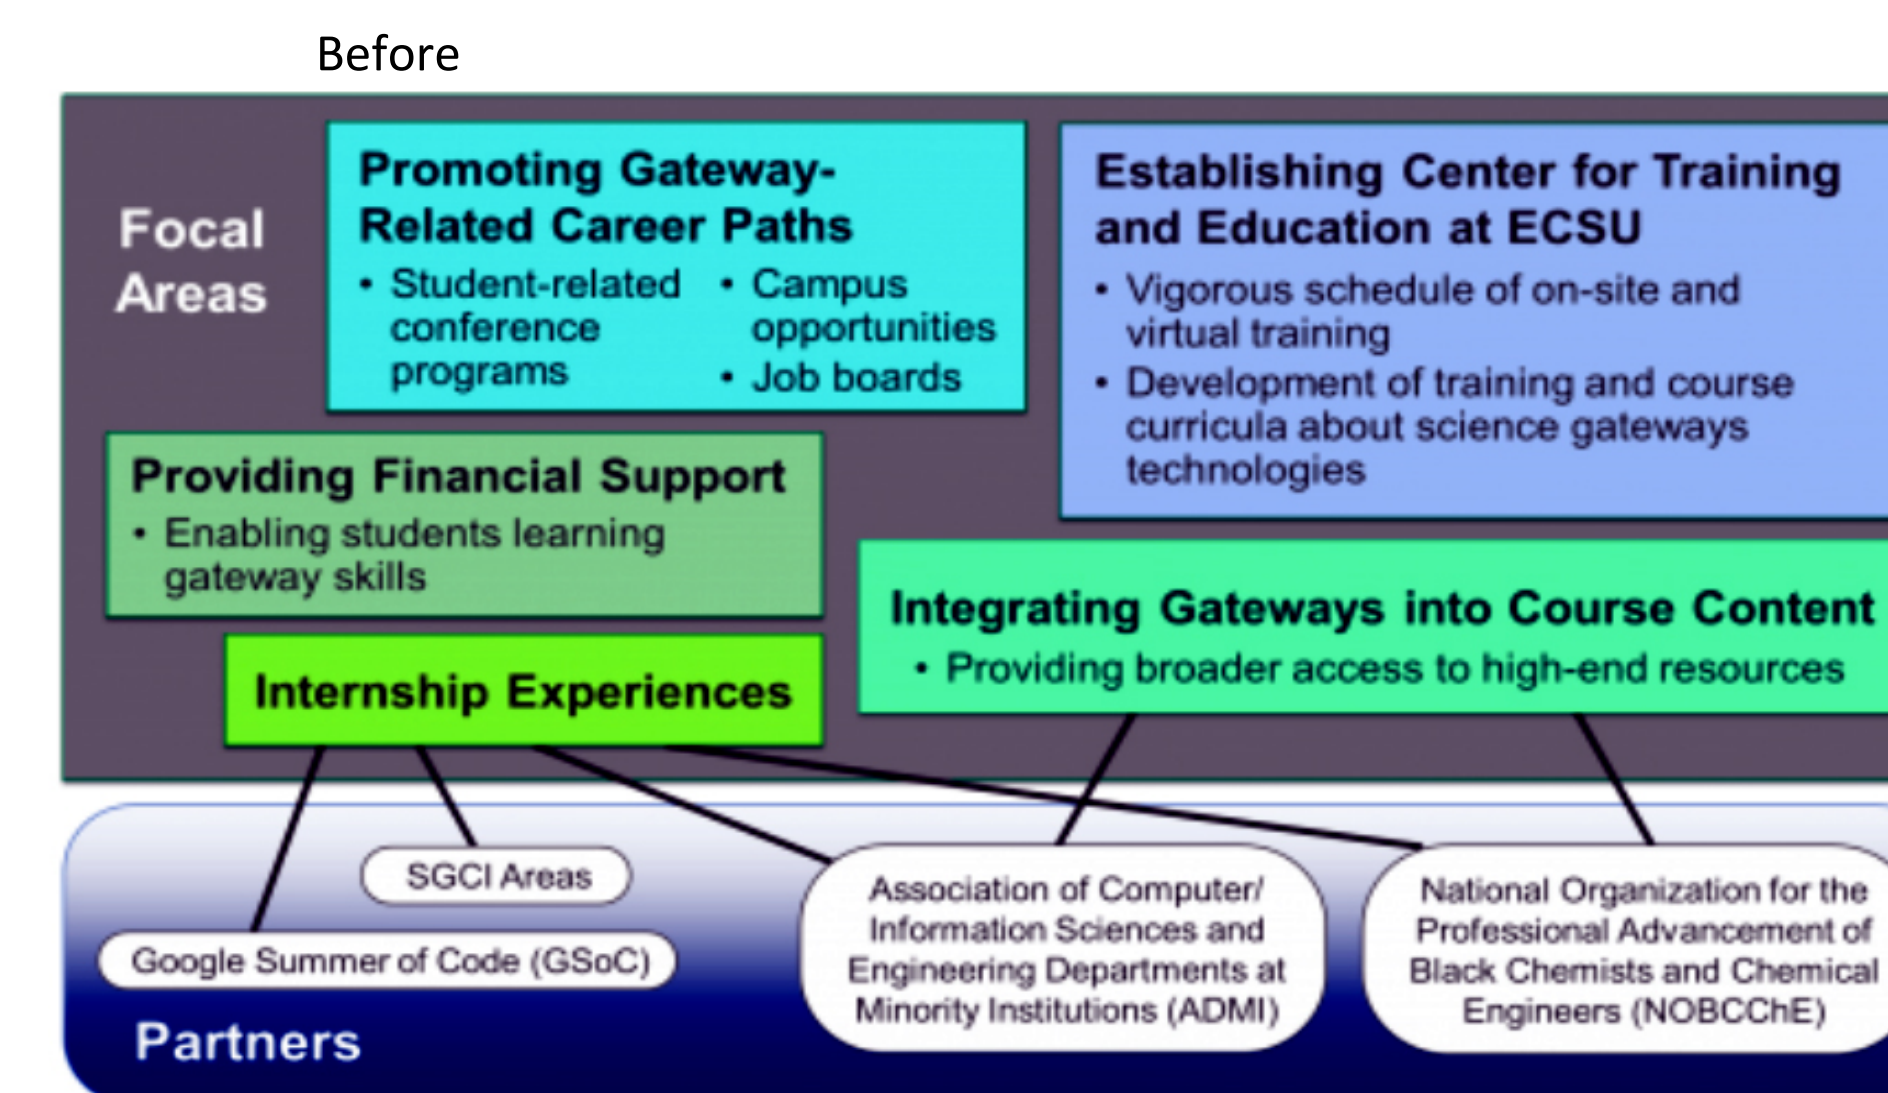 Before
Focal
Areas
Promoting Gateway-
Related Career Paths
• Student-related
conference
programs
• Campus
opportunities
• Job boards
Establishing Center for Training
and Education at ECSU
• Vigorous schedule of on-site and
virtual training
• Development of training and course
curricula about science gateways
technologies
Providing Financial Support
• Enabling students learning
gateway skills
Integrating Gateways into Course Content
• Providing broader access to high-end resources
Internship Experiences
SGCI Areas
Google Summer of Code (GSoC)
Association of Computer/
Information Sciences and
Engineering Departments at
Minority Institutions (ADMI)
National Organization for the
Professional Advancement of
Black Chemists and Chemical
Engineers (NOBCChE)
Partners